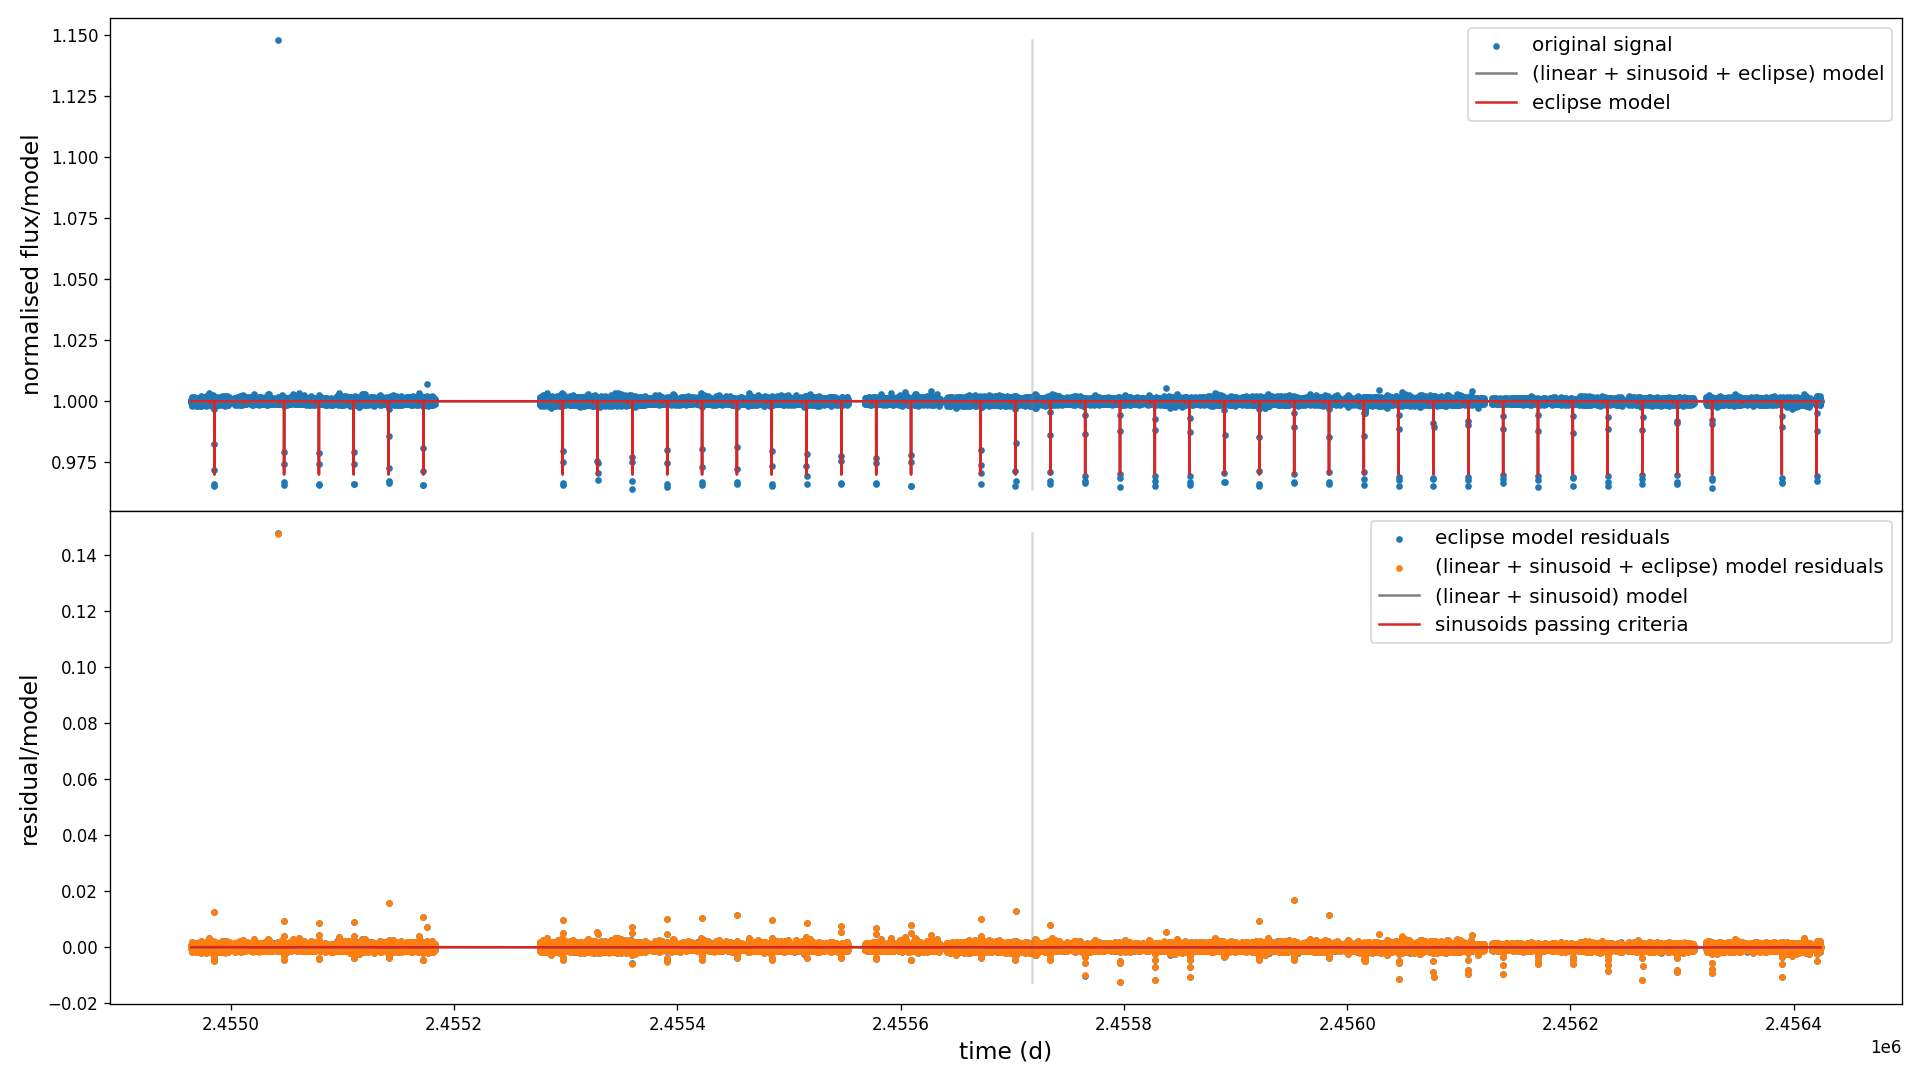 normalised flux/model
1.150
1.125
1.100
1.075
1.050
1.025
1.000
0.975
original signal
(linear + sinusoid + eclipse) model
eclipse model
residual/model
0.14
0.12
0.10
0.08
0.06
0.04
0.02
0.00
−0.02
eclipse model residuals
(linear + sinusoid + eclipse) model residuals
(linear + sinusoid) model
sinusoids passing criteria
2.4550 2.4552 2.4554 2.4556 2.4558 2.4560 2.4562 2.4564
1e6
time (d)